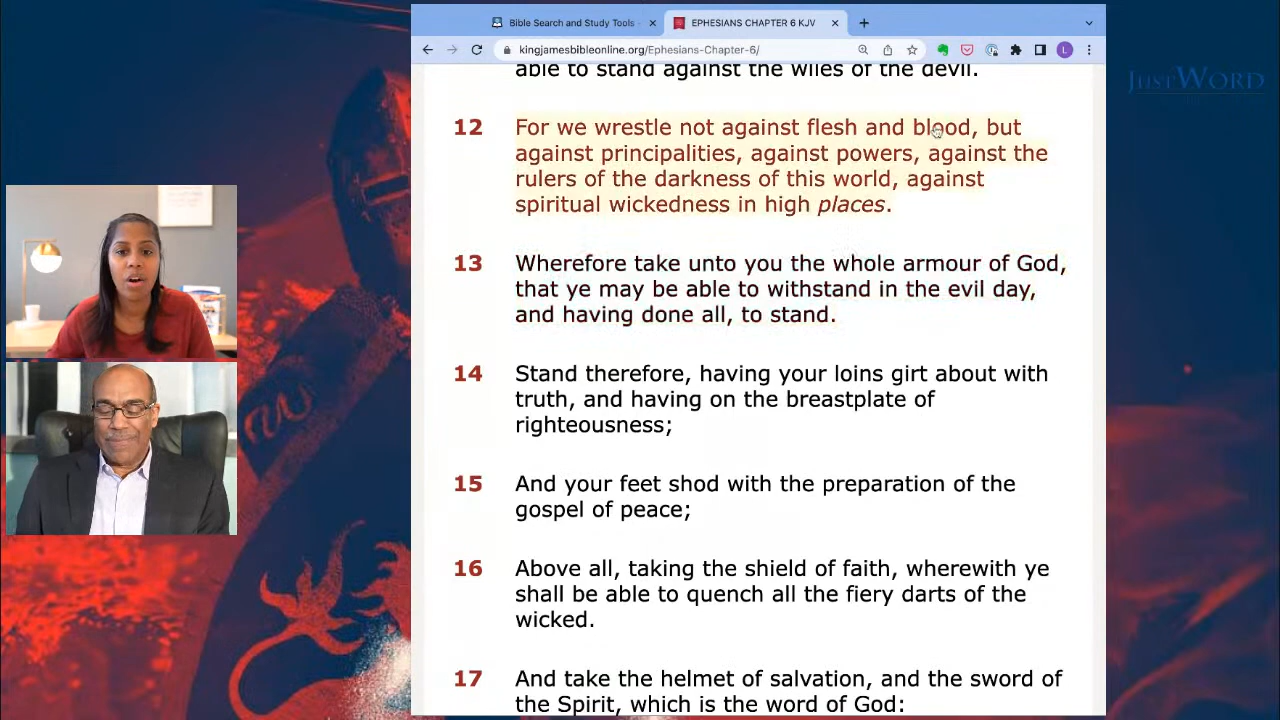 Bible Search and Study Tools -
EPHESIANS CHAPTER 6 KJV
kingjamesbibleonline.org/Ephesians-Chapter-6/
L
JUSTWORD
able to stand against the wiles of the devil.
12 For we wrestle not against flesh and blood, but
against principalities, against powers, against the
rulers of the darkness of this world, against
spiritual wickedness in high places.
13 Wherefore take unto you the whole armour of God,
that ye may be able to withstand in the evil day,
and having done all, to stand.
14 Stand therefore, having your loins girt about with
truth, and having on the breastplate of
righteousness;
15 And your feet shod with the preparation of the
gospel of peace;
16 Above all, taking the shield of faith, wherewith ye
shall be able to quench all the fiery darts of the
wicked.
17 And take the helmet of salvation, and the sword of
the Spirit, which is the word of God: